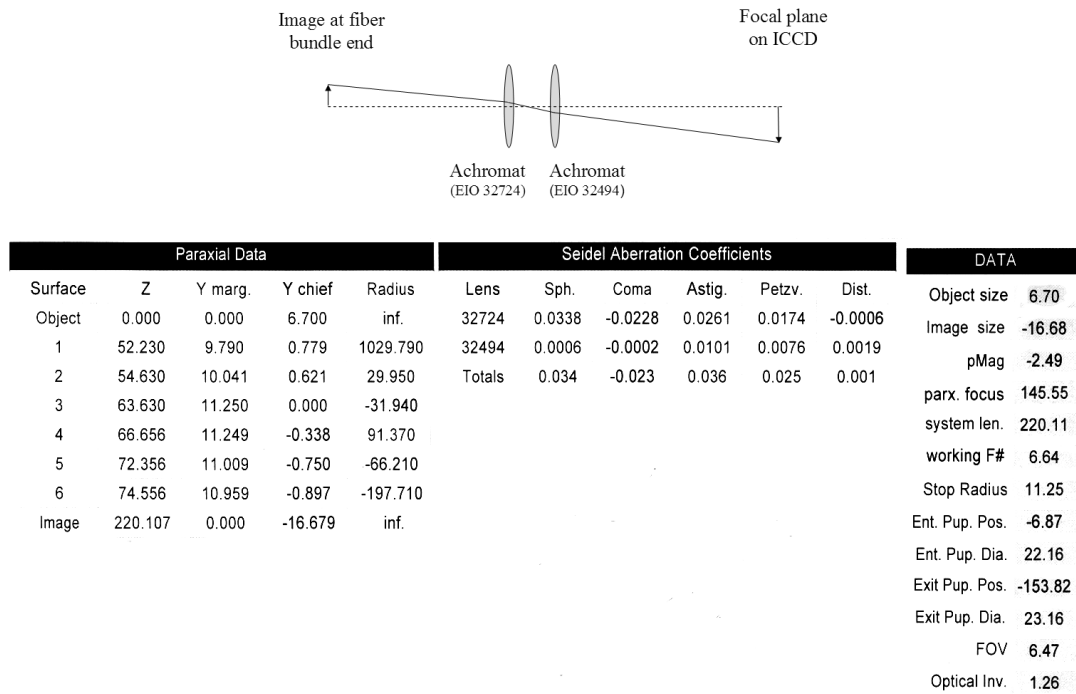 Image at fiber
bundle end
Focal plane
on ICCD
Achromat
(EIO 32724)
Achromat
(EIO 32494)
Paraxial Data
Surface Z Y marg. Y chief Radius
Object 0.000 0.000 6.700 inf.
1 52.230 9.790 0.779 1029.790
2 54.630 10.041 0.621 29.950
3 63.630 11.250 0.000 -31.940
4 66.656 11.249 -0.338 91.370
5 72.356 11.009 -0.750 -66.210
6 74.556 10.959 -0.897 -197.710
Image 220.107 0.000 -16.679 inf.
Seidel Aberration Coefficients
Lens Sph. Coma Astig. Petzv. Dist.
32724 0.0338 -0.0228 0.0261 0.0174 -0.0006
32494 0.0006 -0.0002 0.0101 0.0076 0.0019
Totals 0.034 -0.023 0.036 0.025 0.001
DATA
Object size 6.70
Image size -16.68
pMag -2.49
parx. focus 145.55
system len. 220.11
working F# 6.64
Stop Radius 11.25
Ent. Pup. Pos. -6.87
Ent. Pup. Dia. 22.16
Exit Pup. Pos. -153.82
Exit Pup. Dia. 23.16
FOV 6.47
Optical Inv. 1.26